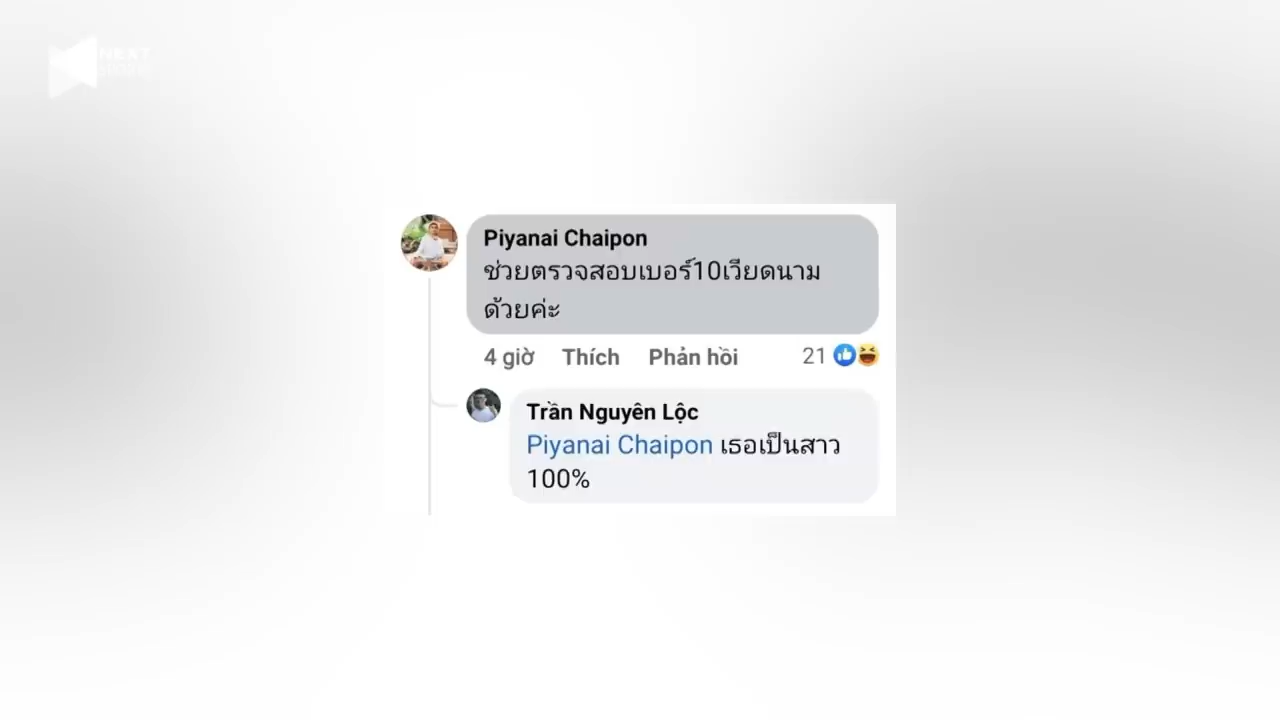 NEXT
Piyanai Chaipon
ช่วยตรวจสอบเบอร์10เวียดนาม
ด้วยค่ะ
4 giờ Thích Phản hồi 21
Trần Nguyên Lộc
Piyanai Chaipon เธอเป็นสาว
100%